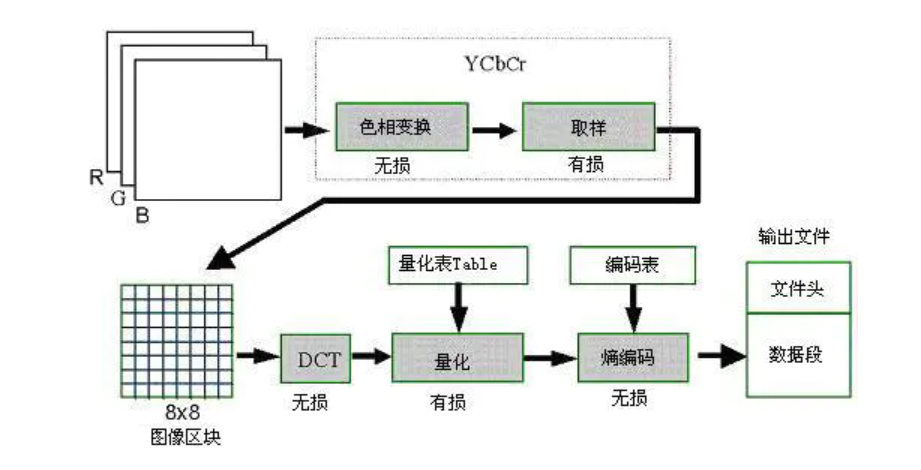 YCbCr
色相变换
取样
无损
有损
R
G
B
输出文件
量化表Table
编码表
文件头
DCT
量化
熵编码
数据段
无损
有损
无损
8x8
图像区块